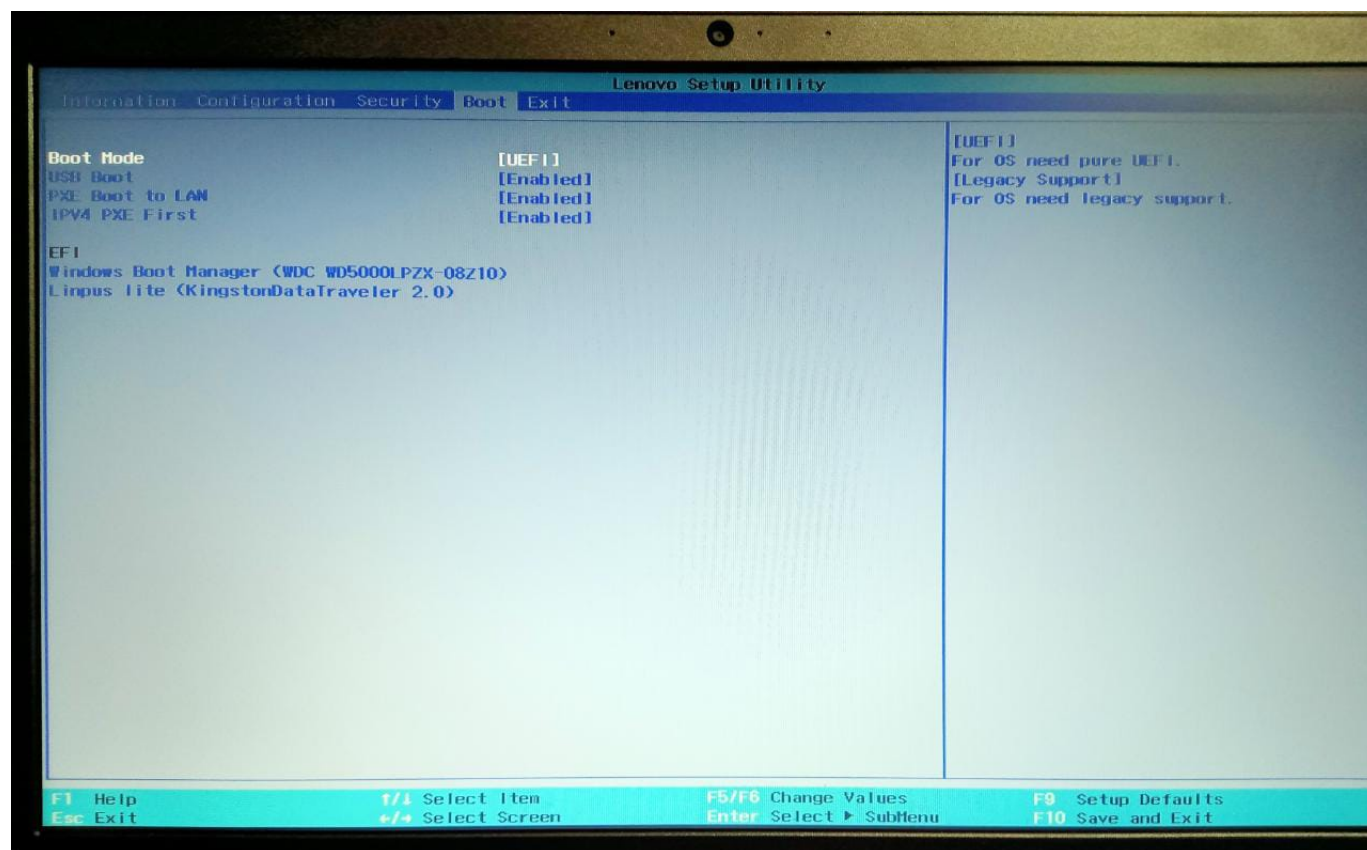 Lenovo Setup Utility
Information Configuration Security Boot Exit
Boot Mode [UEFI]
USB Boot [Enabled]
PXE Boot to LAN [Enabled]
IPV4 PXE First [Enabled]
EFI
Windows Boot Manager (WDC WD5000LPZX-08Z10)
Linpus lite (KingstonDataTraveler 2.0)
[UEFI]
For OS need pure UEFI.
[Legacy Support]
For OS need legacy support.
F1 Help ↑/↓ Select Item F5/F6 Change Values F9 Setup Defaults
Esc Exit ←/→ Select Screen Enter Select ▶ SubMenu F10 Save and Exit